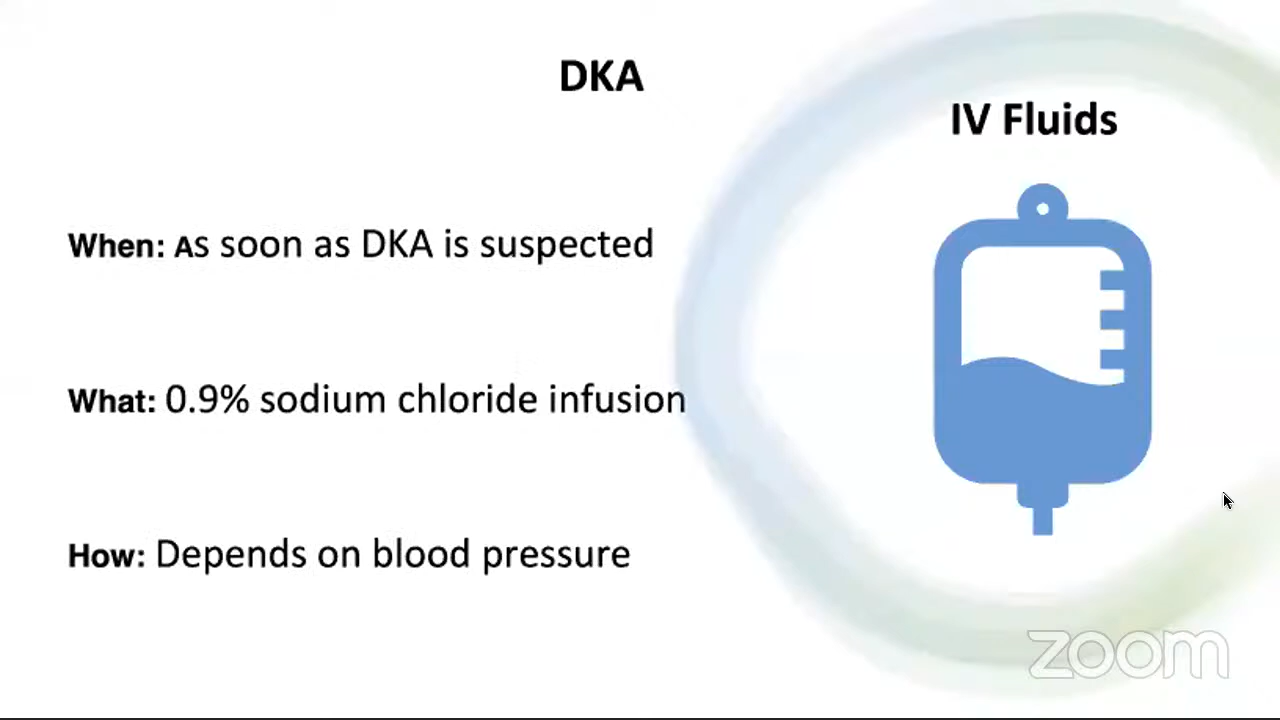 DKA
IV Fluids
When: As soon as DKA is suspected
What: 0.9% sodium chloride infusion
How: Depends on blood pressure
zoom